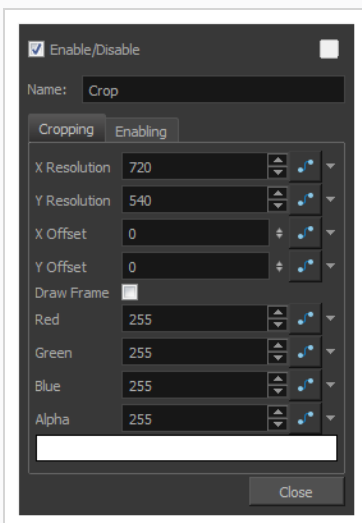 Enable/Disable
Name: Crop
Cropping Enabling
X Resolution 720
Y Resolution 540
X Offset 0
Y Offset 0
Draw Frame
Red 255
Green 255
Blue 255
Alpha 255
Close